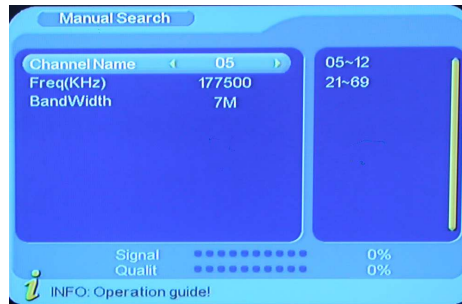 Manual Search
Channel Name 05
Freq(KHz) 177500
BandWidth 7M
05~12
21~69
Signal 0%
Qualit 0%
INFO: Operation guide!